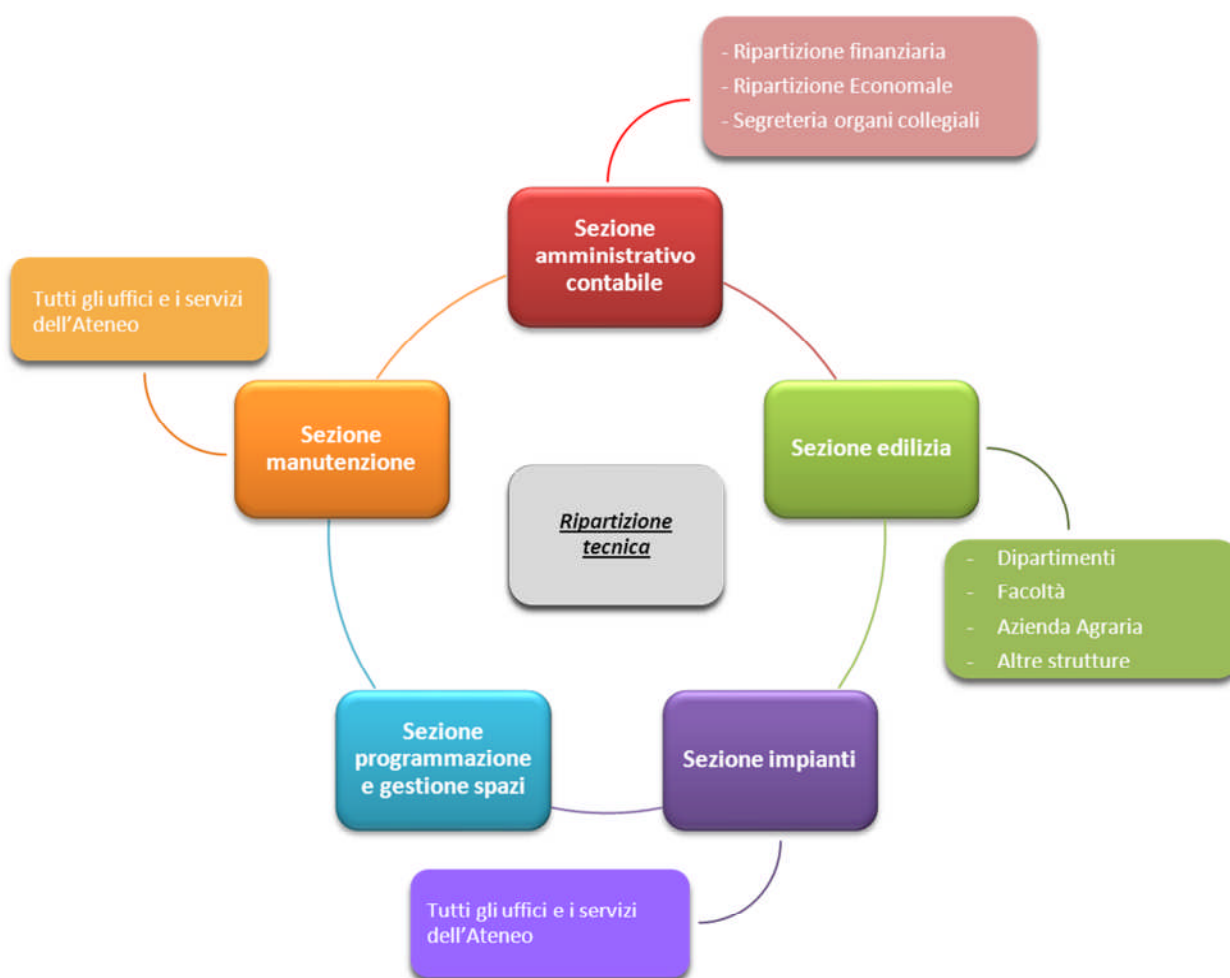 - Ripartizione finanziaria
- Ripartizione Economale
- Segreteria organi collegiali
Sezione
amministrativo
contabile
Tutti gli uffici e i servizi
dell'Ateneo
Sezione
manutenzione
Sezione edilizia
Ripartizione
tecnica
- Dipartimenti
- Facoltà
- Azienda Agraria
- Altre strutture
Sezione
programmazione
e gestione spazi
Sezione impianti
Tutti gli uffici e i servizi
dell'Ateneo